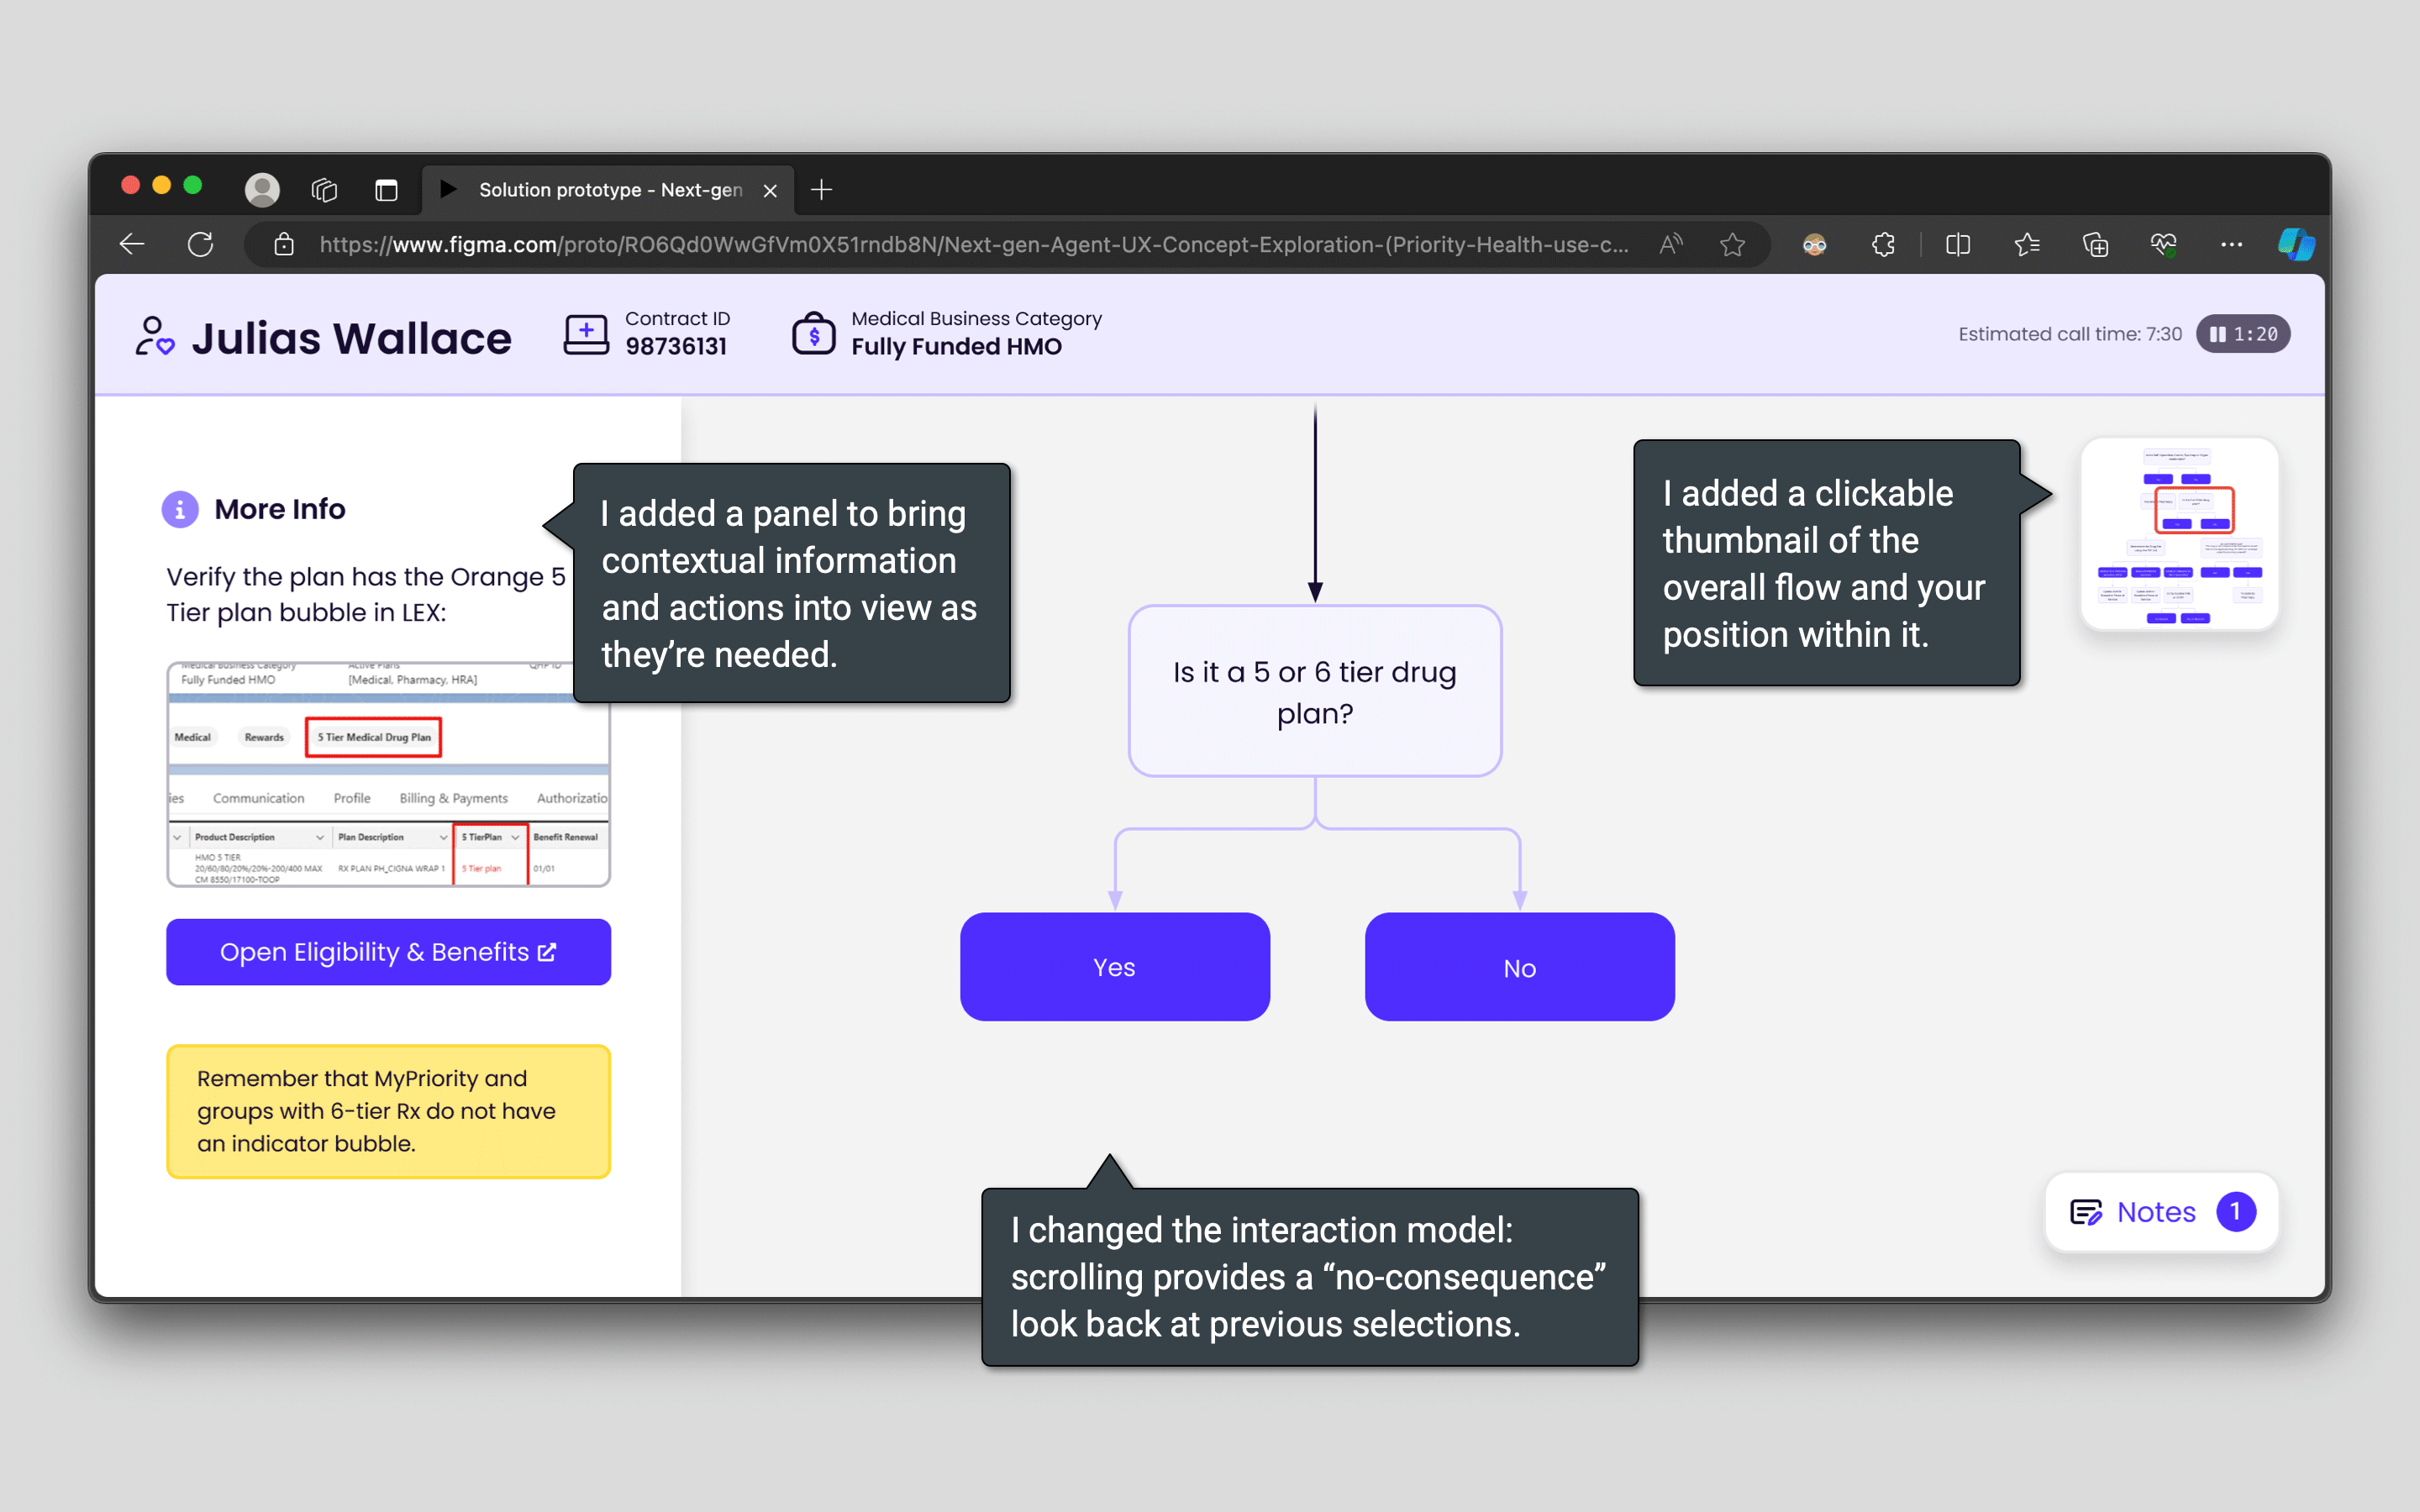 Solution prototype - Next-gen
https://www.figma.com/proto/RO6Qd0WwGfVm0X51rndb8N/Next-gen-Agent-UX-Concept-Exploration-(Priority-Health-use-c...
Julias Wallace
Contract ID
98736131
Medical Business Category
Fully Funded HMO
Estimated call time: 7:30
1:20
More Info
Verify the plan has the Orange 5
Tier plan bubble in LEX:
Medical Business Category
Active Plans
QHP ID
Fully Funded HMO
[Medical, Pharmacy, HRA]
Medical
Rewards
5 Tier Medical Drug Plan
ies
Communication
Profile
Billing & Payments
Authorizatio
Product Description
Plan Description
5 TierPlan
Benefit Renewal
HMO 5 TIER
20/60/80/20%/20%-200/400 MAX
CM 8550/17100-TOOP
RX PLAN PH_CIGNA WRAP 1
5 Tier plan
01/01
Open Eligibility & Benefits
Remember that MyPriority and
groups with 6-tier Rx do not have
an indicator bubble.
I added a panel to bring
contextual information
and actions into view as
they’re needed.
Is it a 5 or 6 tier drug
plan?
Yes
No
I added a clickable
thumbnail of the
overall flow and your
position within it.
I changed the interaction model:
scrolling provides a “no-consequence”
look back at previous selections.
Notes
1